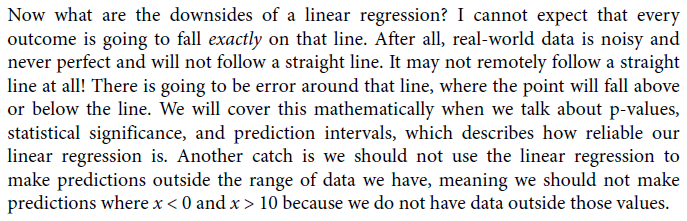 Now what are the downsides of a linear regression? I cannot expect that every
outcome is going to fall exactly on that line. After all, real-world data is noisy and
never perfect and will not follow a straight line. It may not remotely follow a straight
line at all! There is going to be error around that line, where the point will fall above
or below the line. We will cover this mathematically when we talk about p-values,
statistical significance, and prediction intervals, which describes how reliable our
linear regression is. Another catch is we should not use the linear regression to
make predictions outside the range of data we have, meaning we should not make
predictions where x < 0 and x > 10 because we do not have data outside those values.